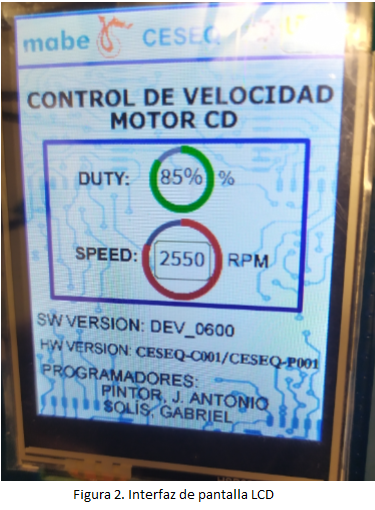 mabe CESEQ
CONTROL DE VELOCIDAD
MOTOR CD
DUTY: 85% %
SPEED: 2550 RPM
SW VERSION: DEV_0600
HW VERSION: CESEQ-C001/CESEQ-P001
PROGRAMADORES:
PINTOR, J. ANTONIO
SOLÍS, GABRIEL
Figura 2. Interfaz de pantalla LCD